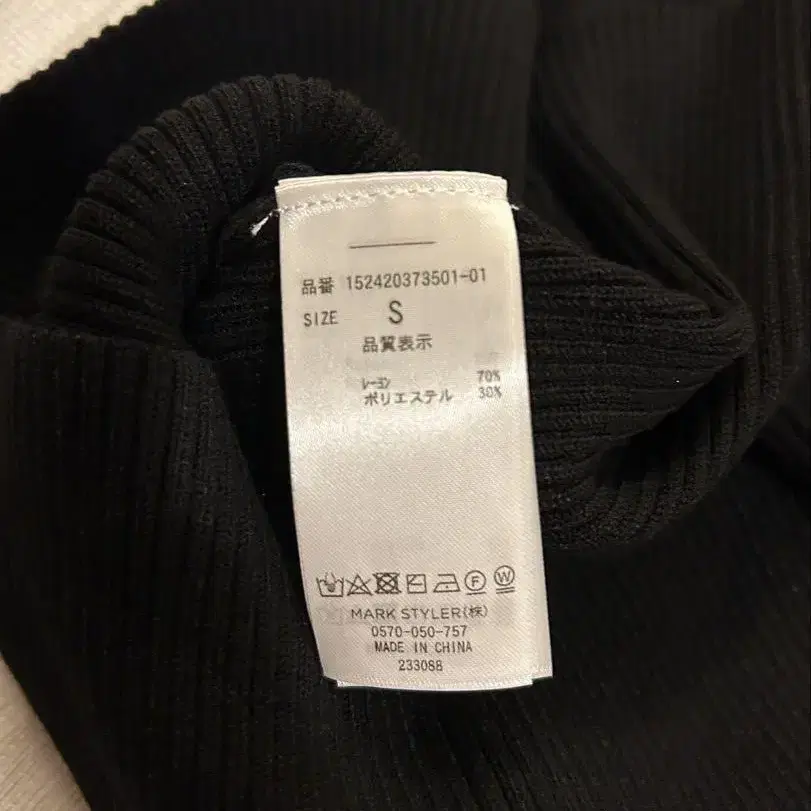 品番 152420373501-01
SIZE S
品質表示
レーヨン 70%
ポリエステル 30%
F W
MARK STYLER(株)
0570-050-757
MADE IN CHINA
233088